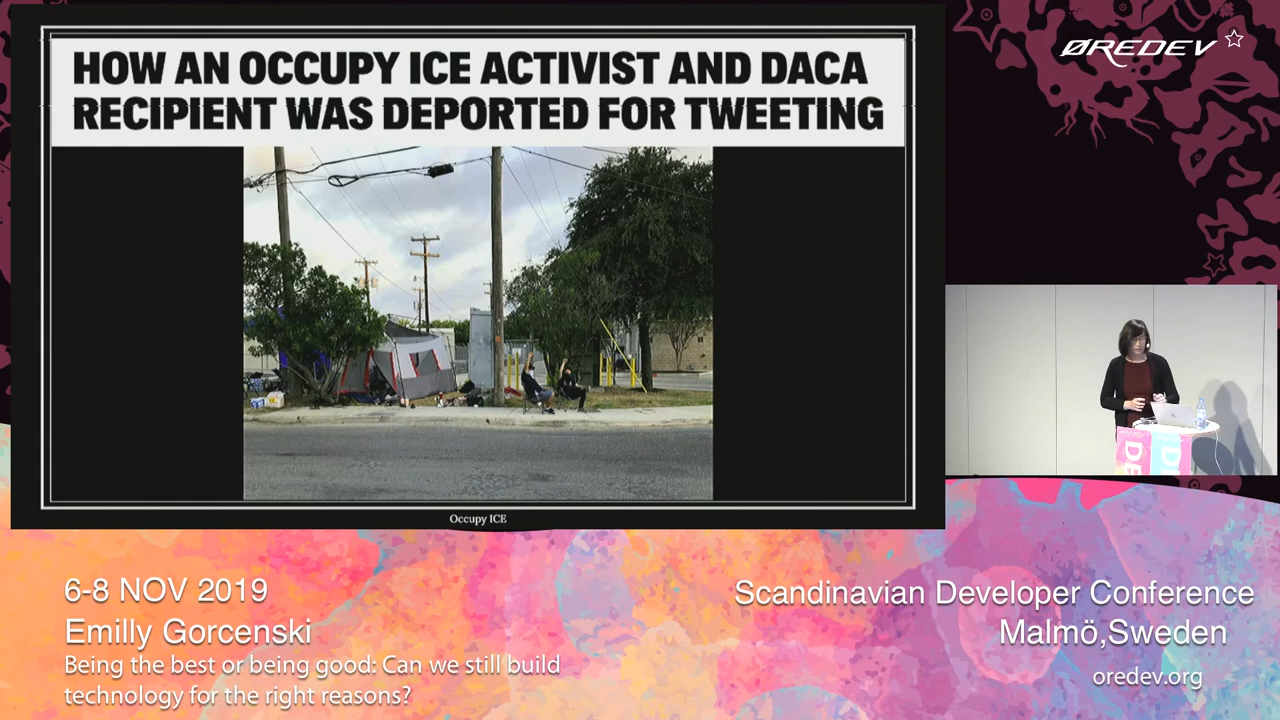 HOW AN OCCUPY ICE ACTIVIST AND DACA
RECIPIENT WAS DEPORTED FOR TWEETING
Occupy ICE
ØREDEV
DE
6-8 NOV 2019
Emilly Gorcenski
Being the best or being good: Can we still build
technology for the right reasons?
Scandinavian Developer Conference
Malmö,Sweden
oredev.org